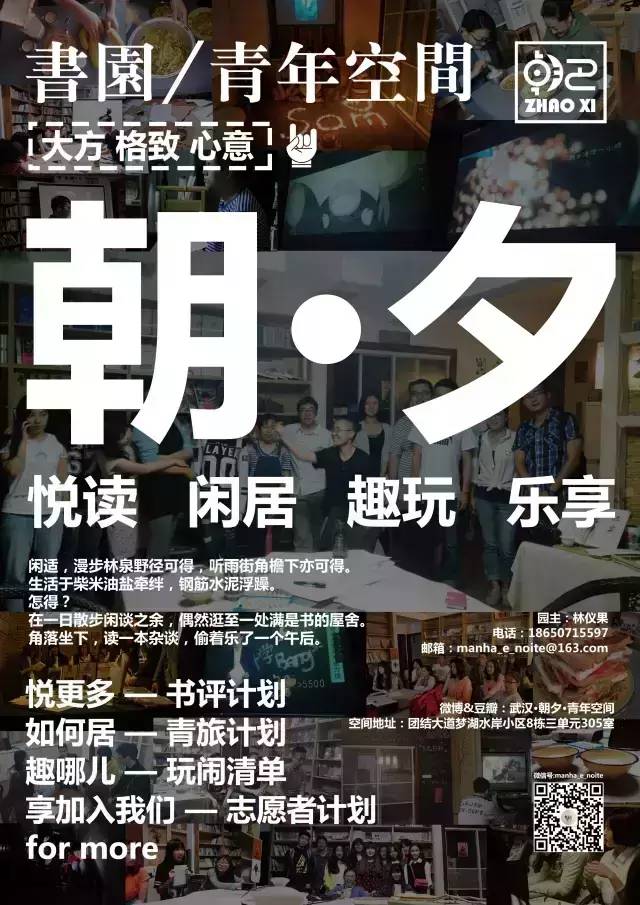 書園/青年空間
ZHAO XI
大方 格致 心意
Sam
朝·夕
悦读 闲居 趣玩 乐享
闲适，漫步林泉野径可得，听雨街角檐下亦可得。
生活于柴米油盐牵绊，钢筋水泥浮躁。
怎得？
在一日散步闲谈之余，偶然逛至一处满是书的屋舍。
角落坐下，读一本杂谈，偷着乐了一个午后。
园主：林仪果
电话：18650715597
邮箱：manha_e_noite@163.com
悦更多 — 书评计划
如何居 — 青旅计划
趣哪儿 — 玩闹清单
享加入我们 — 志愿者计划
for more
微博&豆瓣：武汉·朝夕·青年空间
空间地址：团结大道梦湖水岸小区8栋三单元305室
微信号:manha_e_noite